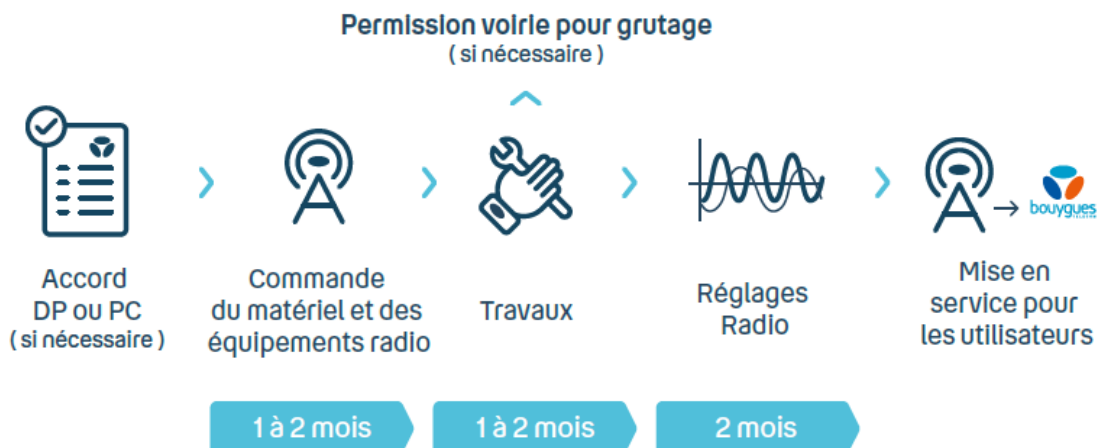 Permission voirie pour grutage
( si nécessaire )
Accord
DP ou PC
( si nécessaire )
Commande
du matériel et des
équipements radio
Travaux
Réglages
Radio
bouygues
TELECOM
Mise en
service pour
les utilisateurs
1 à 2 mois
1 à 2 mois
2 mois